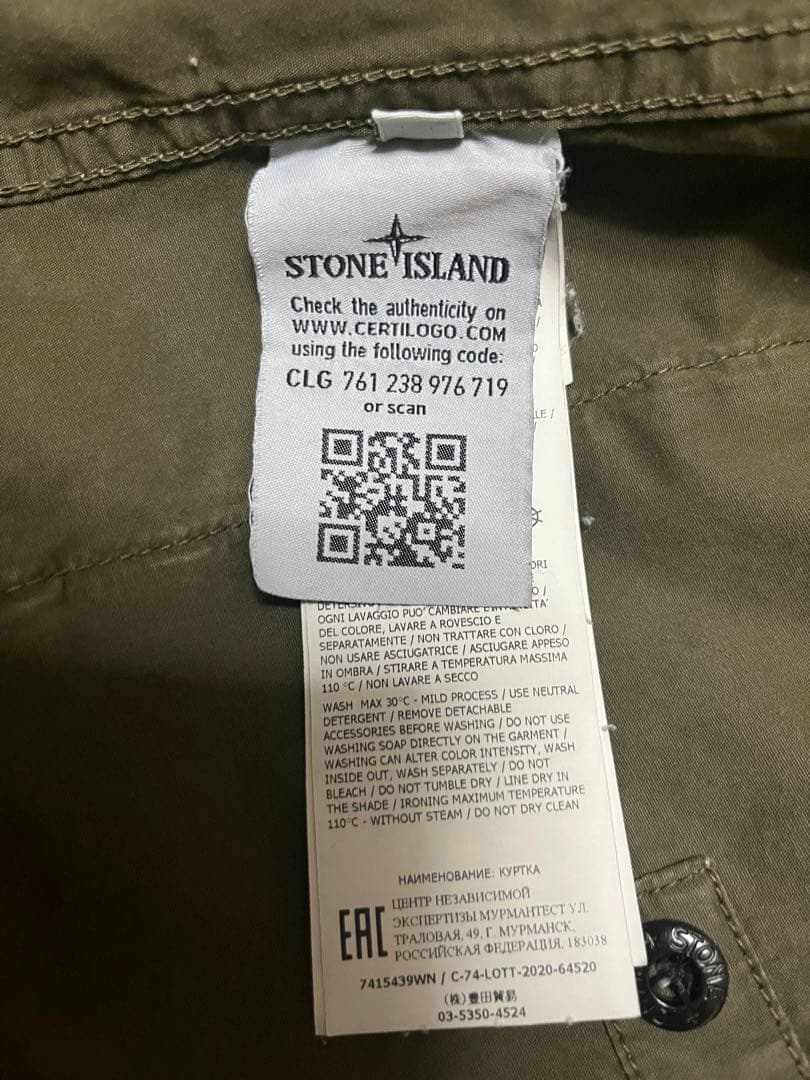 STONE ISLAND
Check the authenticity on
WWW.CERTILOGO.COM
using the following code:
CLG 761 238 976 719
or scan
LE /
ORI
O /
OGNI LAVAGGIO PUO' CAMBIARE TA'
DEL COLORE, LAVARE A ROVESCIO E
SEPARATAMENTE / NON TRATTARE CON CLORO /
NON USARE ASCIUGATRICE / ASCIUGARE APPESO
IN OMBRA / STIRARE A TEMPERATURA MASSIMA
110 °C / NON LAVARE A SECCO
WASH MAX 30°C - MILD PROCESS / USE NEUTRAL
DETERGENT / REMOVE DETACHABLE
ACCESSORIES BEFORE WASHING / DO NOT USE
WASHING SOAP DIRECTLY ON THE GARMENT /
WASHING CAN ALTER COLOR INTENSITY, WASH
INSIDE OUT, WASH SEPARATELY / DO NOT
BLEACH / DO NOT TUMBLE DRY / LINE DRY IN
THE SHADE / IRONING MAXIMUM TEMPERATURE
110°C - WITHOUT STEAM / DO NOT DRY CLEAN
НАИМЕНОВАНИЕ: КУРТКА
EAC
ЦЕНТР НЕЗАВИСИМОЙ
ЭКСПЕРТИЗЫ МУРМАНТЕСТ УЛ.
ТРАЛОВАЯ, 49, Г. МУРМАНСК,
РОССИЙСКАЯ ФЕДЕРАЦИЯ, 183038
7415439WN / C-74-LOTT-2020-64520
(株)豊田貿易
03-5350-4524
STONE